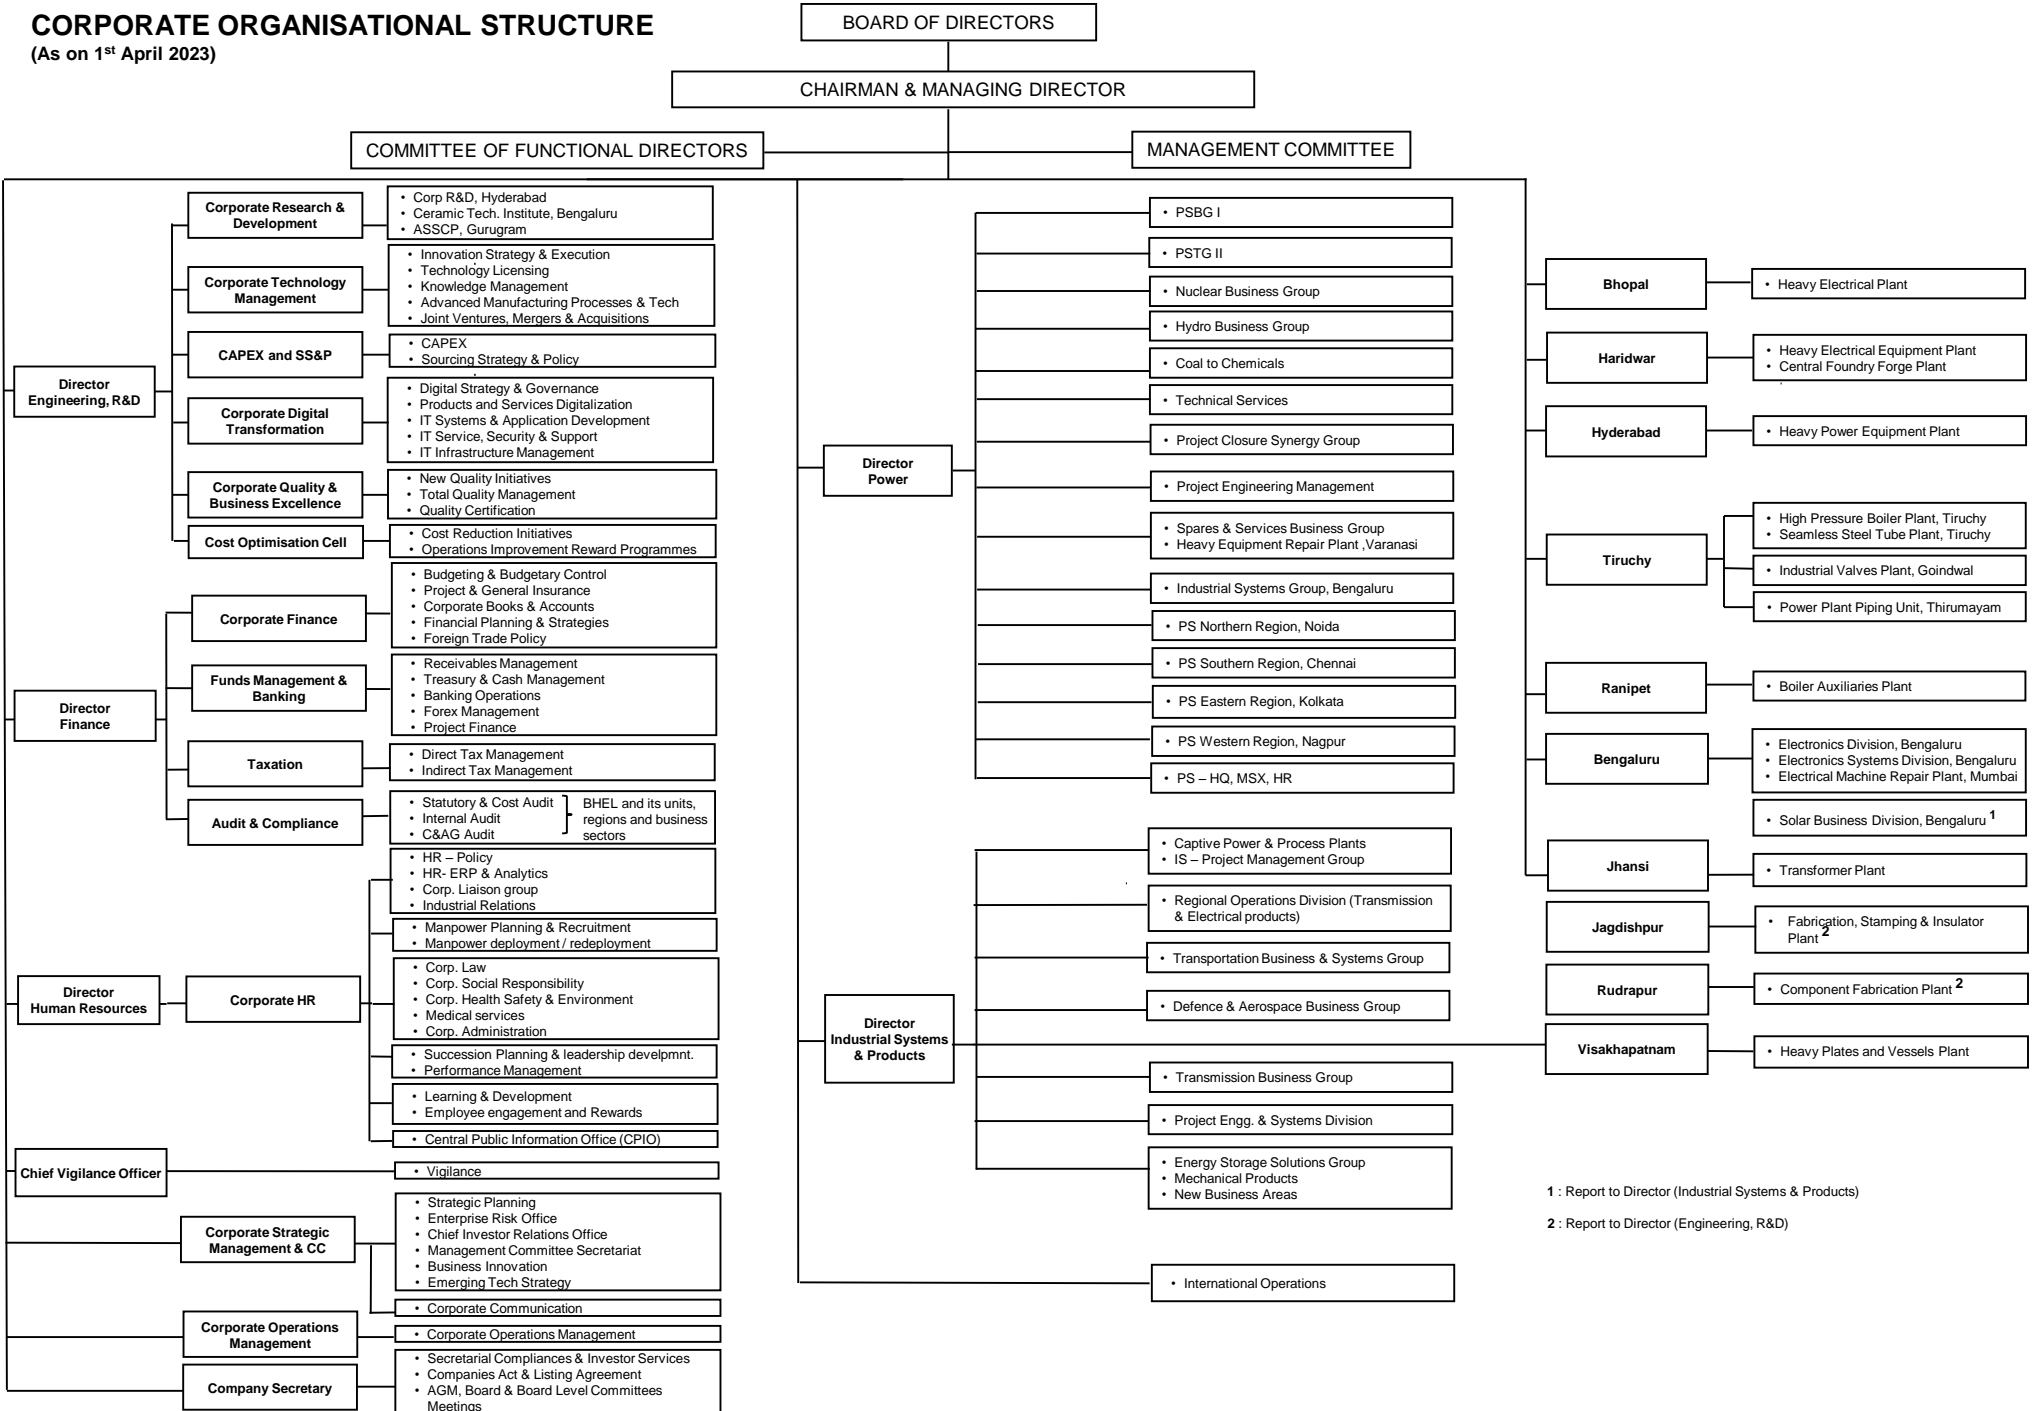 CORPORATE ORGANISATIONAL STRUCTURE
(As on 1st April 2023)
BOARD OF DIRECTORS
CHAIRMAN & MANAGING DIRECTOR
COMMITTEE OF FUNCTIONAL DIRECTORS
MANAGEMENT COMMITTEE
Director
Engineering, R&D
Corporate Research &
Development
• Corp R&D, Hyderabad
• Ceramic Tech. Institute, Bengaluru
• ASSCP, Gurugram
Corporate Technology
Management
• Innovation Strategy & Execution
• Technology Licensing
• Knowledge Management
• Advanced Manufacturing Processes & Tech
• Joint Ventures, Mergers & Acquisitions
CAPEX and SS&P
• CAPEX
• Sourcing Strategy & Policy
Corporate Digital
Transformation
• Digital Strategy & Governance
• Products and Services Digitalization
• IT Systems & Application Development
• IT Service, Security & Support
• IT Infrastructure Management
Corporate Quality &
Business Excellence
• New Quality Initiatives
• Total Quality Management
• Quality Certification
Cost Optimisation Cell
• Cost Reduction Initiatives
• Operations Improvement Reward Programmes
Director
Finance
Corporate Finance
• Budgeting & Budgetary Control
• Project & General Insurance
• Corporate Books & Accounts
• Financial Planning & Strategies
• Foreign Trade Policy
Funds Management &
Banking
• Receivables Management
• Treasury & Cash Management
• Banking Operations
• Forex Management
• Project Finance
Taxation
• Direct Tax Management
• Indirect Tax Management
Audit & Compliance
• Statutory & Cost Audit
• Internal Audit
• C&AG Audit
BHEL and its units,
regions and business
sectors
Director
Human Resources
Corporate HR
• HR – Policy
• HR- ERP & Analytics
• Corp. Liaison group
• Industrial Relations
• Manpower Planning & Recruitment
• Manpower deployment / redeployment
• Corp. Law
• Corp. Social Responsibility
• Corp. Health Safety & Environment
• Medical services
• Corp. Administration
• Succession Planning & leadership develpmnt.
• Performance Management
• Learning & Development
• Employee engagement and Rewards
• Central Public Information Office (CPIO)
Chief Vigilance Officer
• Vigilance
Corporate Strategic
Management & CC
• Strategic Planning
• Enterprise Risk Office
• Chief Investor Relations Office
• Management Committee Secretariat
• Business Innovation
• Emerging Tech Strategy
• Corporate Communication
Corporate Operations
Management
• Corporate Operations Management
Company Secretary
• Secretarial Compliances & Investor Services
• Companies Act & Listing Agreement
• AGM, Board & Board Level Committees
Meetings
Director
Power
• PSBG I
• PSTG II
• Nuclear Business Group
• Hydro Business Group
• Coal to Chemicals
• Technical Services
• Project Closure Synergy Group
• Project Engineering Management
• Spares & Services Business Group
• Heavy Equipment Repair Plant ,Varanasi
• Industrial Systems Group, Bengaluru
• PS Northern Region, Noida
• PS Southern Region, Chennai
• PS Eastern Region, Kolkata
• PS Western Region, Nagpur
• PS – HQ, MSX, HR
Director
Industrial Systems
& Products
• Captive Power & Process Plants
• IS – Project Management Group
• Regional Operations Division (Transmission
& Electrical products)
• Transportation Business & Systems Group
• Defence & Aerospace Business Group
• Transmission Business Group
• Project Engg. & Systems Division
• Energy Storage Solutions Group
• Mechanical Products
• New Business Areas
• International Operations
Bhopal
• Heavy Electrical Plant
Haridwar
• Heavy Electrical Equipment Plant
• Central Foundry Forge Plant
Hyderabad
• Heavy Power Equipment Plant
Tiruchy
• High Pressure Boiler Plant, Tiruchy
• Seamless Steel Tube Plant, Tiruchy
• Industrial Valves Plant, Goindwal
• Power Plant Piping Unit, Thirumayam
Ranipet
• Boiler Auxiliaries Plant
Bengaluru
• Electronics Division, Bengaluru
• Electronics Systems Division, Bengaluru
• Electrical Machine Repair Plant, Mumbai
• Solar Business Division, Bengaluru 1
Jhansi
• Transformer Plant
Jagdishpur
• Fabrication, Stamping & Insulator
Plant 2
Rudrapur
• Component Fabrication Plant 2
Visakhapatnam
• Heavy Plates and Vessels Plant
1 : Report to Director (Industrial Systems & Products)
2 : Report to Director (Engineering, R&D)